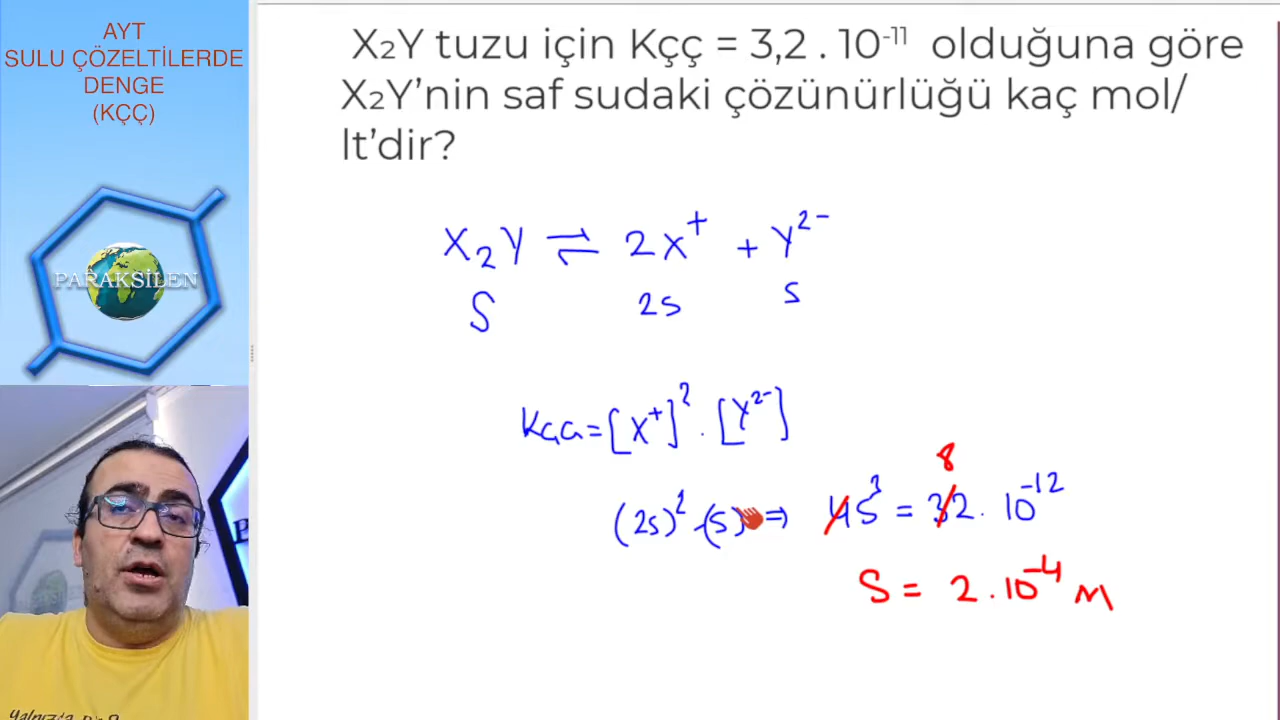 AYT
SULU ÇÖZELTİLERDE
DENGE
(KÇÇ)
PARAKSİLEN
X₂Y tuzu için Kçç = 3,2 . 10⁻¹¹ olduğuna göre
X₂Y'nin saf sudaki çözünürlüğü kaç mol/
lt'dir?
X₂Y ⇌ 2X⁺ + Y²⁻
S 2s s
Kçç = [X⁺]² . [Y²⁻]
8
(2s)² . (s) ⇒ 4s³ = 32 . 10⁻¹²
S = 2 . 10⁻⁴ M